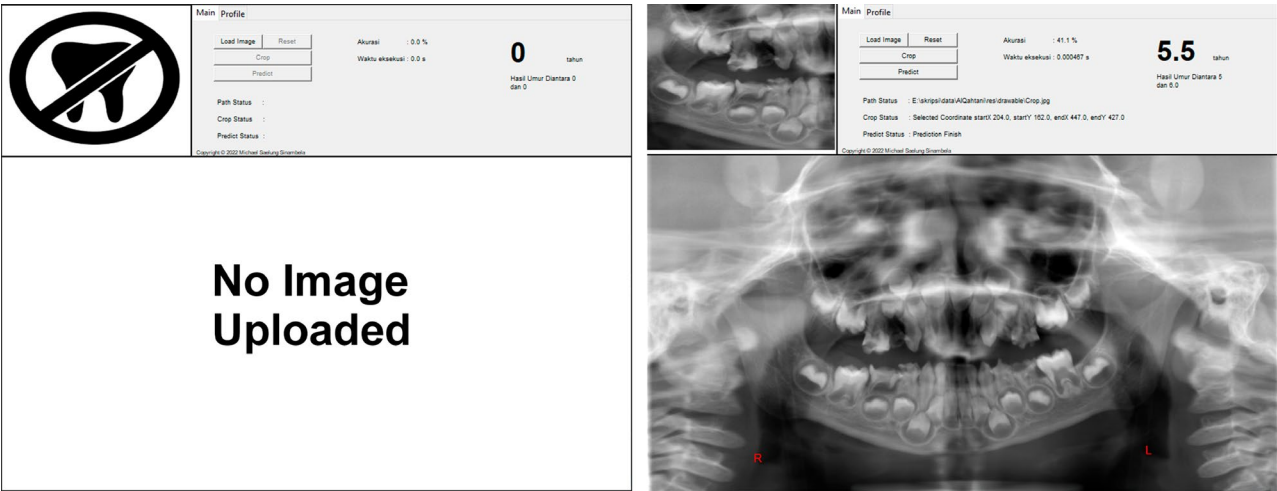 Main Profile
Load Image Reset
Crop
Predict
Akurasi : 0.0 %
Waktu eksekusi : 0.0 s
0 tahun
Hasil Umur Diantara 0
dan 0
Path Status :
Crop Status :
Predict Status :
Copyright © 2022 Michael Saelung Sinambela
No Image
Uploaded
Main Profile
Load Image Reset
Crop
Predict
Akurasi : 41.1 %
Waktu eksekusi : 0.000467 s
5.5 tahun
Hasil Umur Diantara 5
dan 6.0
Path Status : E:\skripsi\data\AlQahtani\res\drawable\Crop.jpg
Crop Status : Selected Coordinate startX 204.0, startY 162.0, endX 447.0, endY 427.0
Predict Status : Prediction Finish
Copyright © 2022 Michael Saelung Sinambela
R
L